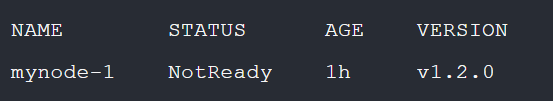 NAME STATUS AGE VERSION
mynode-1 NotReady 1h v1.2.0